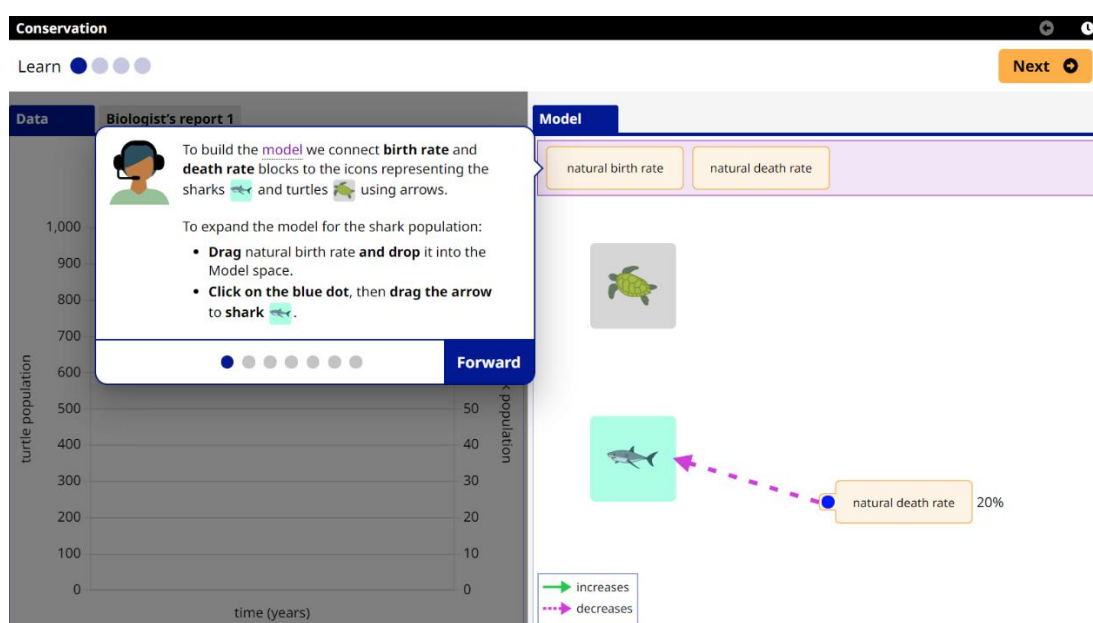 Conservation
Learn
Next
Data
Biologist's report 1
To build the model we connect birth rate and
death rate blocks to the icons representing the
sharks and turtles using arrows.
To expand the model for the shark population:
• Drag natural birth rate and drop it into the
Model space.
• Click on the blue dot, then drag the arrow
to shark .
Forward
1,000
900
800
700
600
500
400
300
200
100
0
turtle population
50
40
30
20
10
0
population
time (years)
Model
natural birth rate
natural death rate
natural death rate
20%
increases
decreases